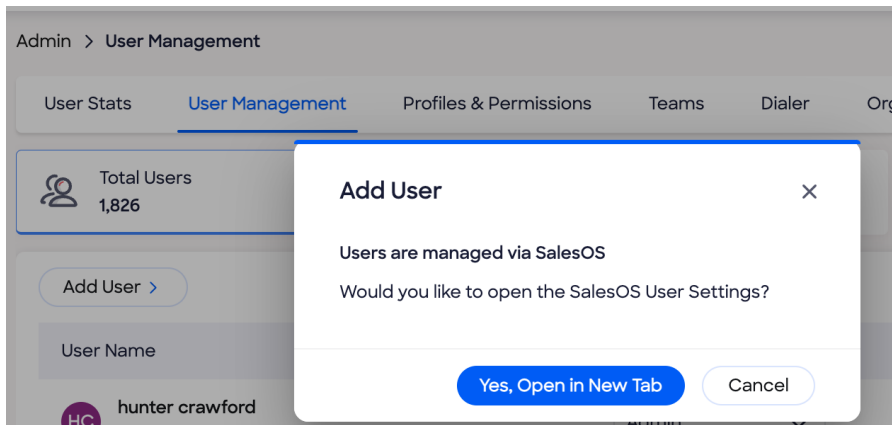 Admin > User Management
User Stats User Management Profiles & Permissions Teams Dialer Org
Total Users
1,826
Add User >
User Name
HC hunter crawford
Add User
Users are managed via SalesOS
Would you like to open the SalesOS User Settings?
Yes, Open in New Tab Cancel
Admin